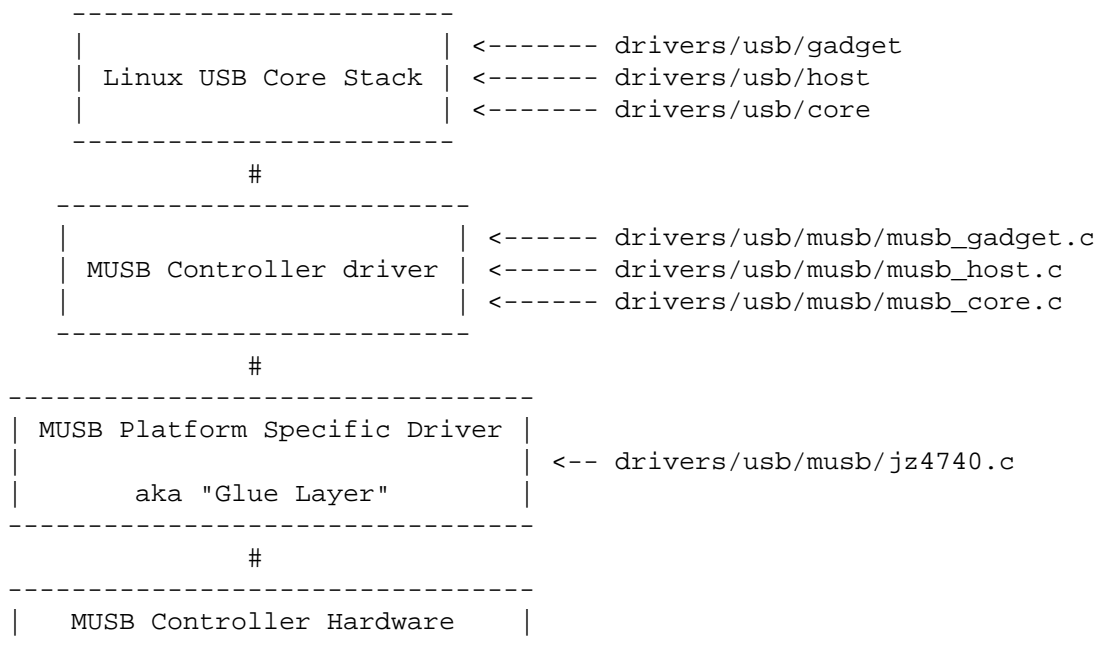 ------------------------
|                      | <------- drivers/usb/gadget
| Linux USB Core Stack | <------- drivers/usb/host
|                      | <------- drivers/usb/core
------------------------
#
--------------------------
|                        | <------ drivers/usb/musb/musb_gadget.c
| MUSB Controller driver | <------ drivers/usb/musb/musb_host.c
|                        | <------ drivers/usb/musb/musb_core.c
--------------------------
#
---------------------------------
| MUSB Platform Specific Driver |
|                               | <-- drivers/usb/musb/jz4740.c
|       aka "Glue Layer"        |
---------------------------------
#
---------------------------------
|   MUSB Controller Hardware    |